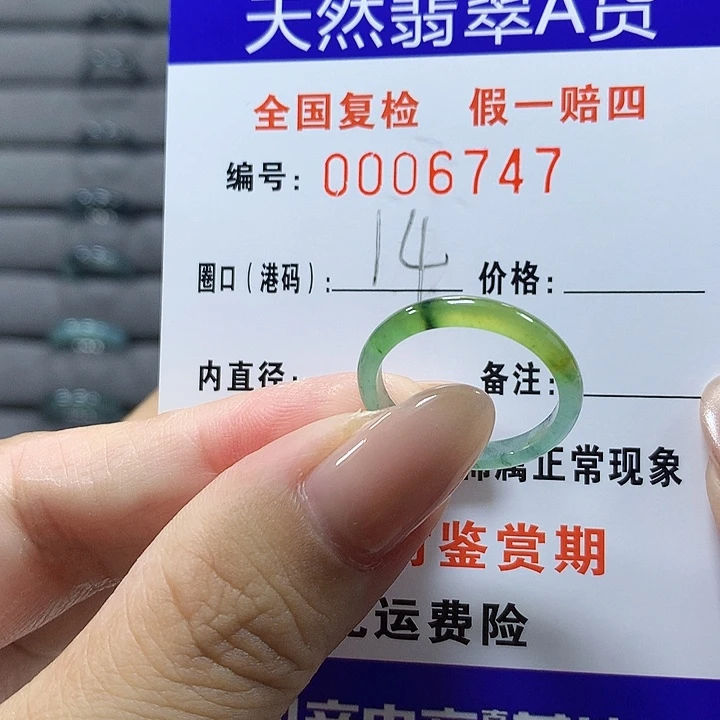 天然翡翠A货
全国复检 假一赔四
编号：0006747
圈口（港码）：14 价格：
内直径： 备注：
属正常现象
鉴赏期
运费险